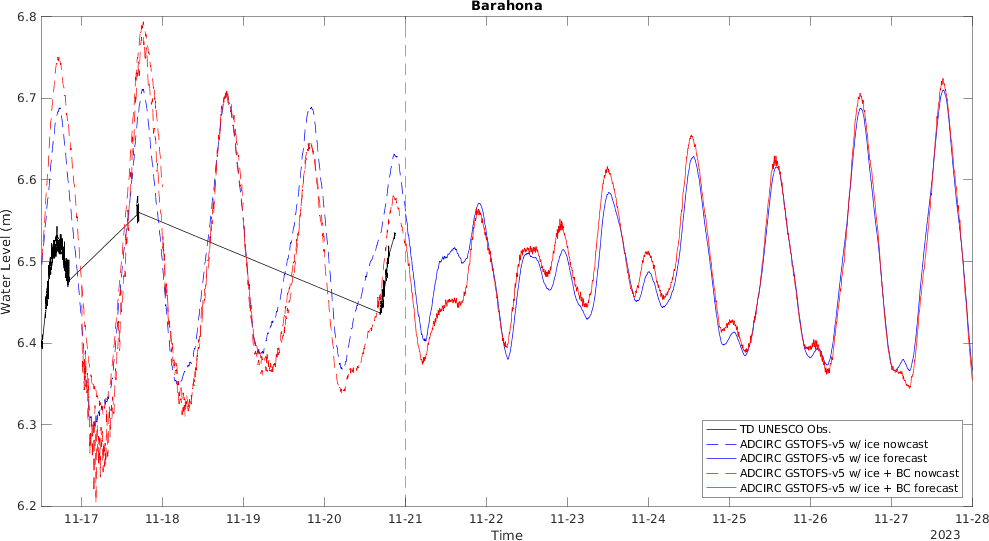 Barahona
Water Level (m)
6.8
6.7
6.6
6.5
6.4
6.3
6.2
TD UNESCO Obs.
ADCIRC GSTOFS-v5 w/ ice nowcast
ADCIRC GSTOFS-v5 w/ ice forecast
ADCIRC GSTOFS-v5 w/ ice + BC nowcast
ADCIRC GSTOFS-v5 w/ ice + BC forecast
11-17 11-18 11-19 11-20 11-21 11-22 11-23 11-24 11-25 11-26 11-27 11-28
Time
2023